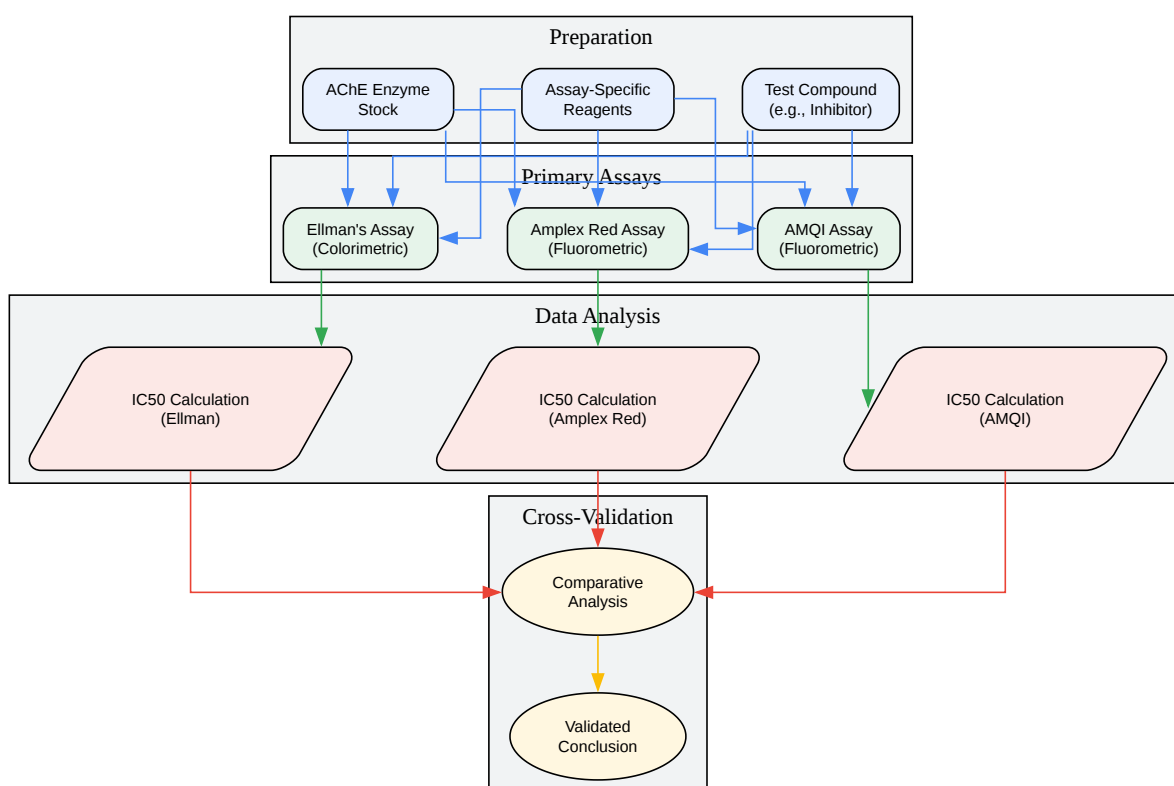 Preparation
AChE Enzyme
Stock
Assay-Specific
Reagents
Test Compound
(e.g., Inhibitor)
Primary Assays
Ellman's Assay
(Colorimetric)
Amplex Red Assay
(Fluorometric)
AMQI Assay
(Fluorometric)
Data Analysis
IC50 Calculation
(Ellman)
IC50 Calculation
(Amplex Red)
IC50 Calculation
(AMQI)
Cross-Validation
Comparative
Analysis
Validated
Conclusion